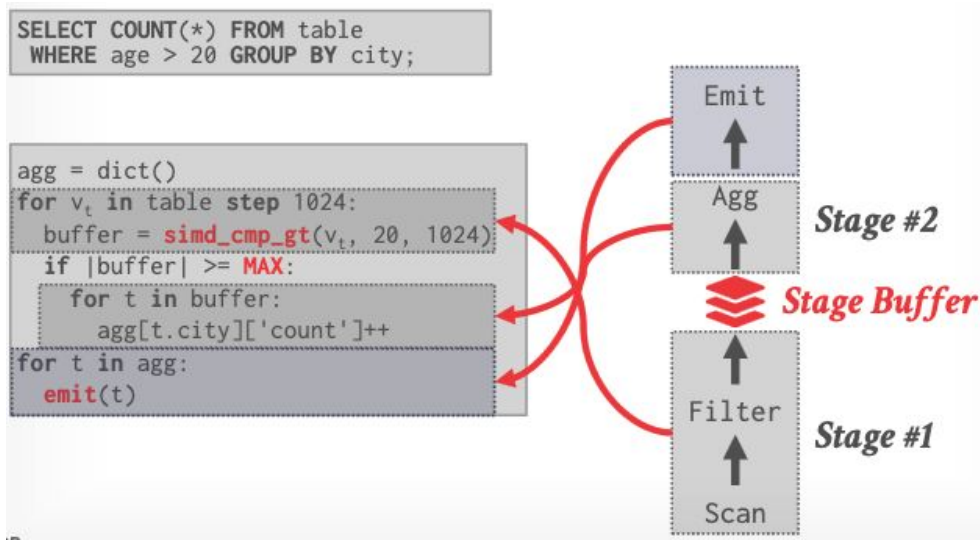 SELECT COUNT(*) FROM table
WHERE age > 20 GROUP BY city;
agg = dict()
for vt in table step 1024:
buffer = simd_cmp_gt(vt, 20, 1024)
if |buffer| >= MAX:
for t in buffer:
agg[t.city]['count']++
for t in agg:
emit(t)
Emit
Agg
Stage #2
Stage Buffer
Filter
Stage #1
Scan